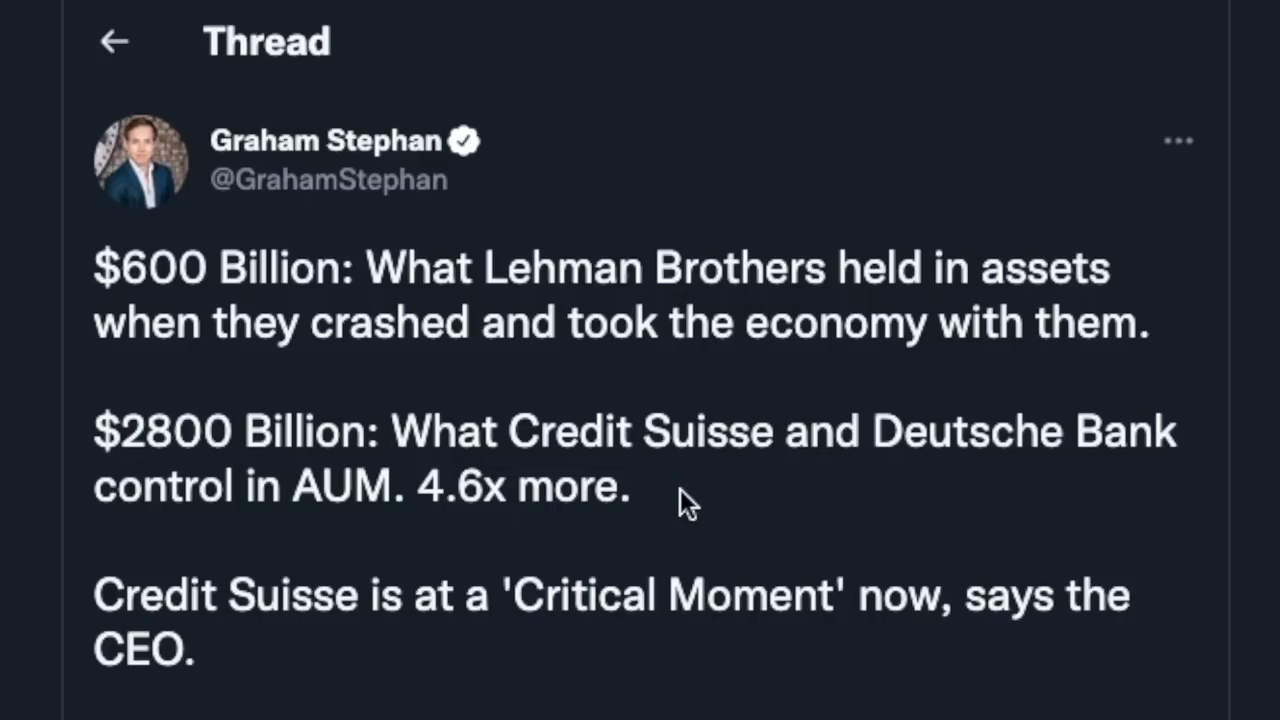 Thread
Graham Stephan
@GrahamStephan
$600 Billion: What Lehman Brothers held in assets
when they crashed and took the economy with them.
$2800 Billion: What Credit Suisse and Deutsche Bank
control in AUM. 4.6x more.
Credit Suisse is at a 'Critical Moment' now, says the
CEO.